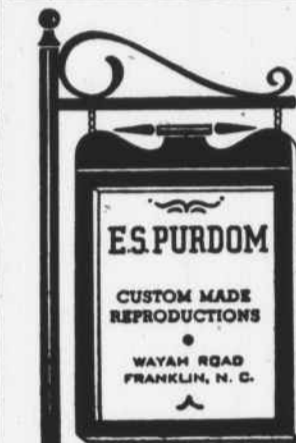 E.S. PURDOM
CUSTOM MADE
REPRODUCTIONS
WAYAH ROAD
FRANKLIN, N. C.